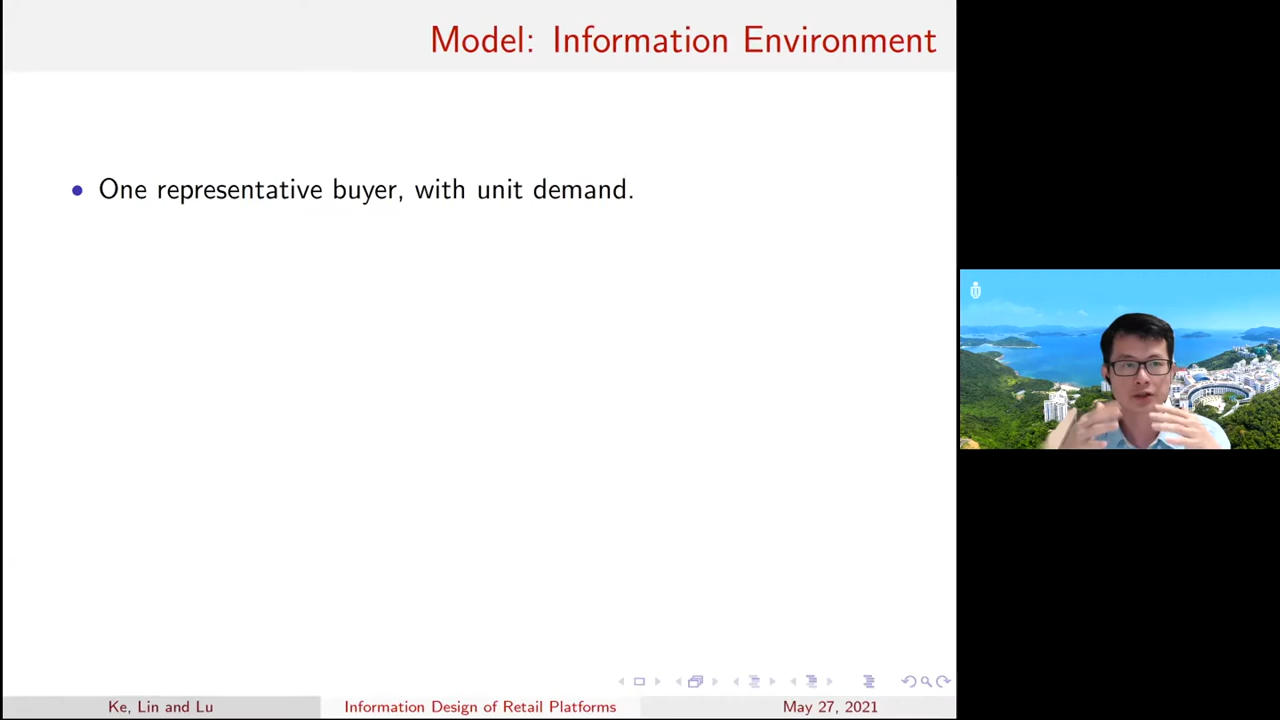 Model: Information Environment
One representative buyer, with unit demand.
Ke, Lin and Lu
Information Design of Retail Platforms
May 27, 2021